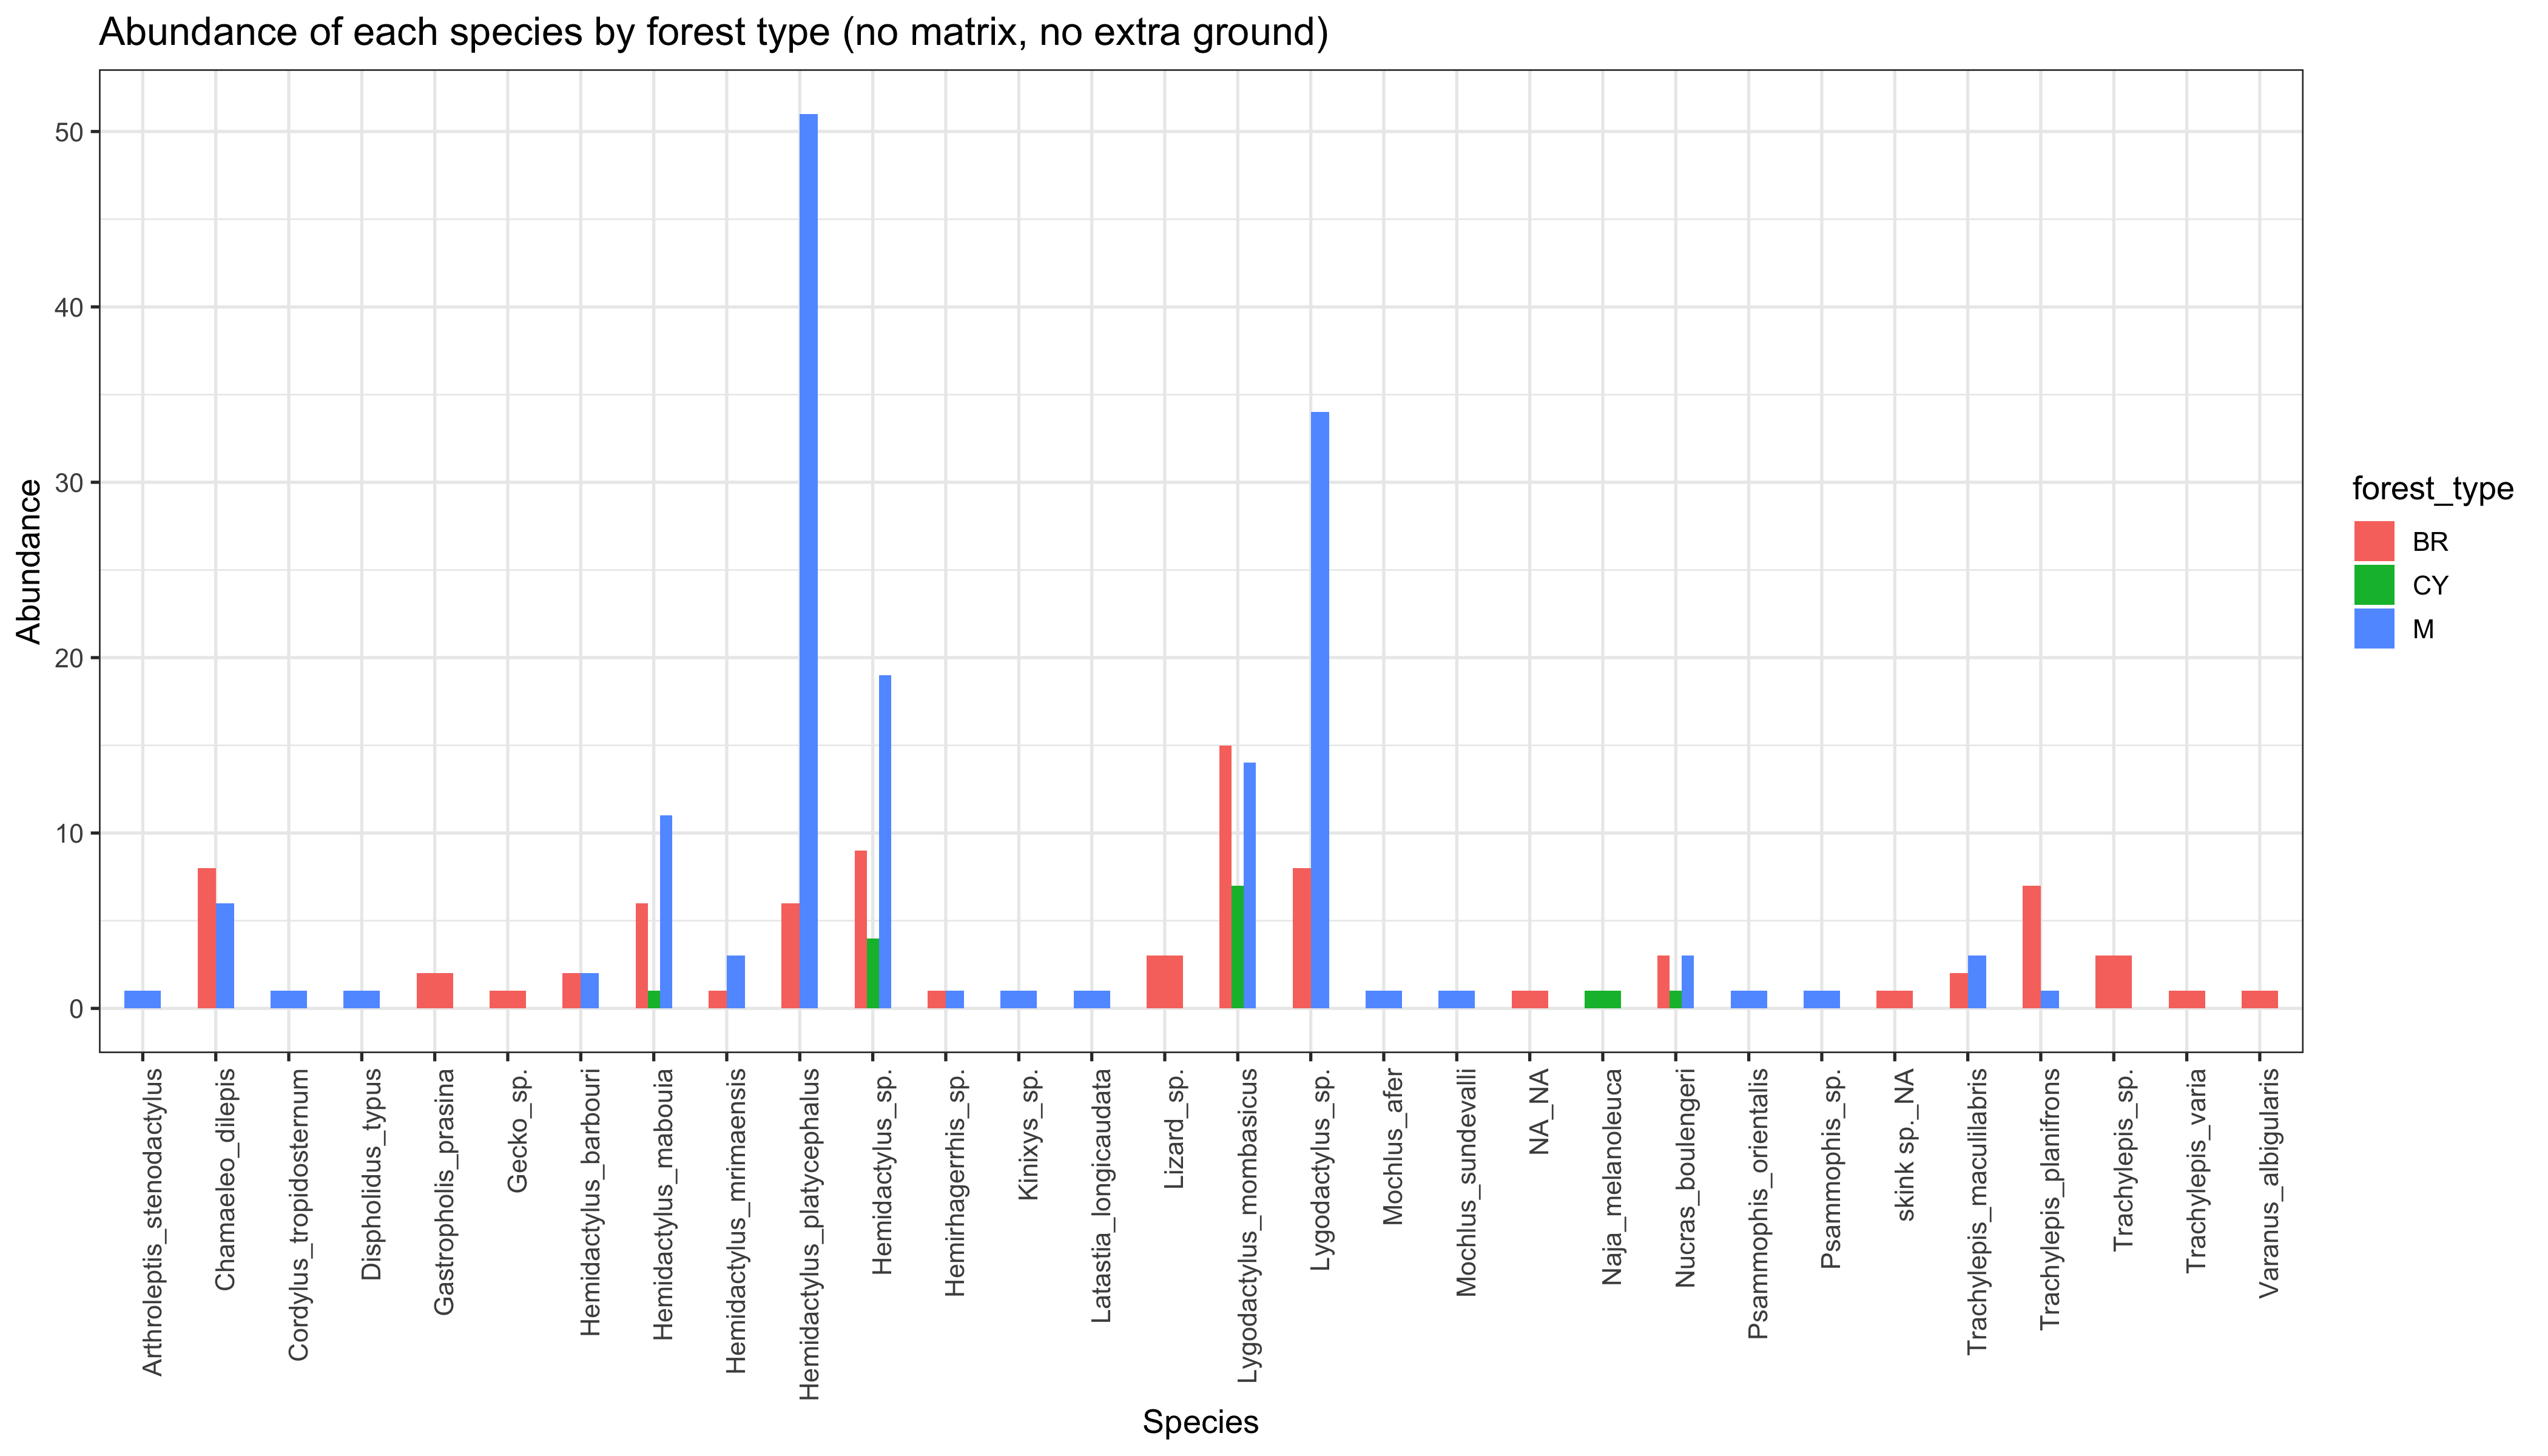 Abundance of each species by forest type (no matrix, no extra ground)
Abundance
50
40
30
20
10
0
Arthroleptis_stenodactylus
Chamaeleo_dilepis
Cordylus_tropidosternum
Dispholidus_typus
Gastropholis_prasina
Gecko_sp.
Hemidactylus_barbouri
Hemidactylus_mabouia
Hemidactylus_mrimaensis
Hemidactylus_platycephalus
Hemidactylus_sp.
Hemirhagerrhis_sp.
Kinixys_sp.
Latastia_longicaudata
Lizard_sp.
Lygodactylus_mombasicus
Lygodactylus_sp.
Mochlus_afer
Mochlus_sundevalli
NA_NA
Naja_melanoleuca
Nucras_boulengeri
Psammophis_orientalis
Psammophis_sp.
skink sp._NA
Trachylepis_maculilabris
Trachylepis_planifrons
Trachylepis_sp.
Trachylepis_varia
Varanus_albigularis
Species
forest_type
BR
CY
M